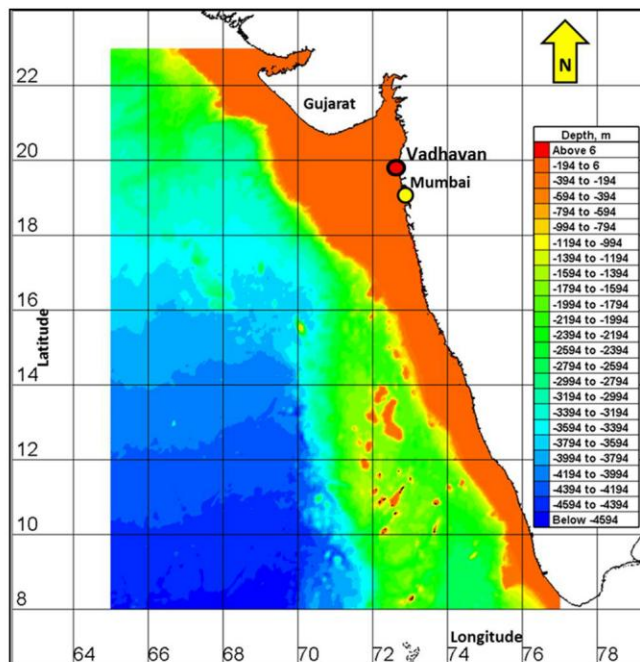 N
22
Gujarat
Depth, m
Above 6
-194 to 6
-394 to -194
-594 to -394
-794 to -594
-994 to -794
-1194 to -994
-1394 to -1194
-1594 to -1394
-1794 to -1594
-1994 to -1794
-2194 to -1994
-2394 to -2194
-2594 to -2394
-2794 to -2594
-2994 to -2794
-3194 to -2994
-3394 to -3194
-3594 to -3394
-3794 to -3594
-3994 to -3794
-4194 to -3994
-4394 to -4194
-4594 to -4394
Below -4594
Vadhavan
20
Mumbai
18
16
Latitude
14
12
10
8
Longitude
64
66
68
70
72
74
76
78